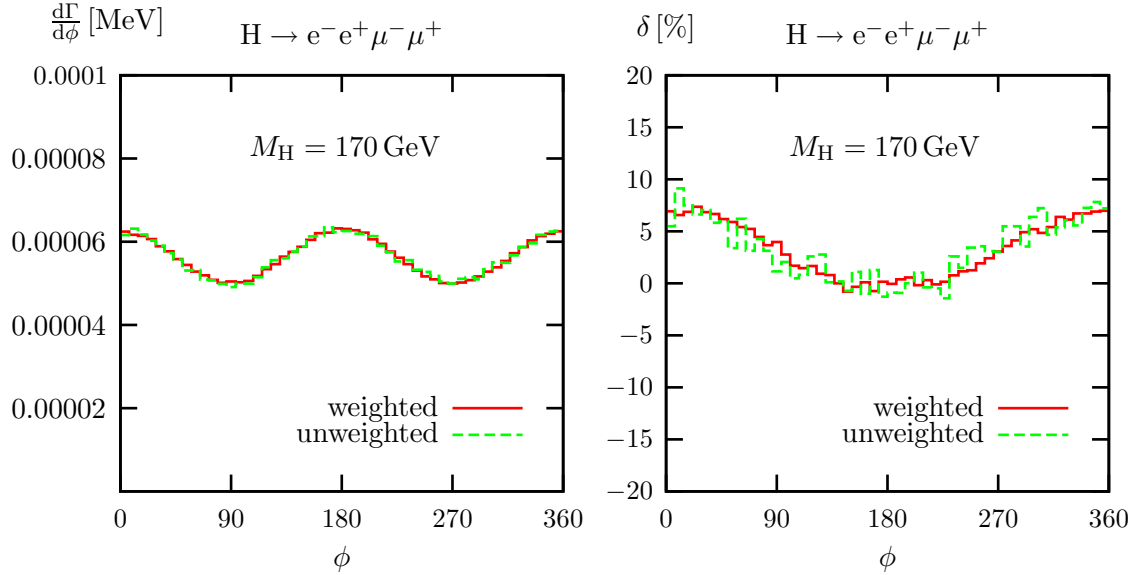 dΓ/dϕ [MeV]
H → e⁻e⁺μ⁻μ⁺
0.0001
0.00008
0.00006
0.00004
0.00002
M_H = 170 GeV
weighted
unweighted
0 90 180 270 360
ϕ
δ [%]
H → e⁻e⁺μ⁻μ⁺
20
15
10
5
0
−5
−10
−15
−20
M_H = 170 GeV
weighted
unweighted
0 90 180 270 360
ϕ